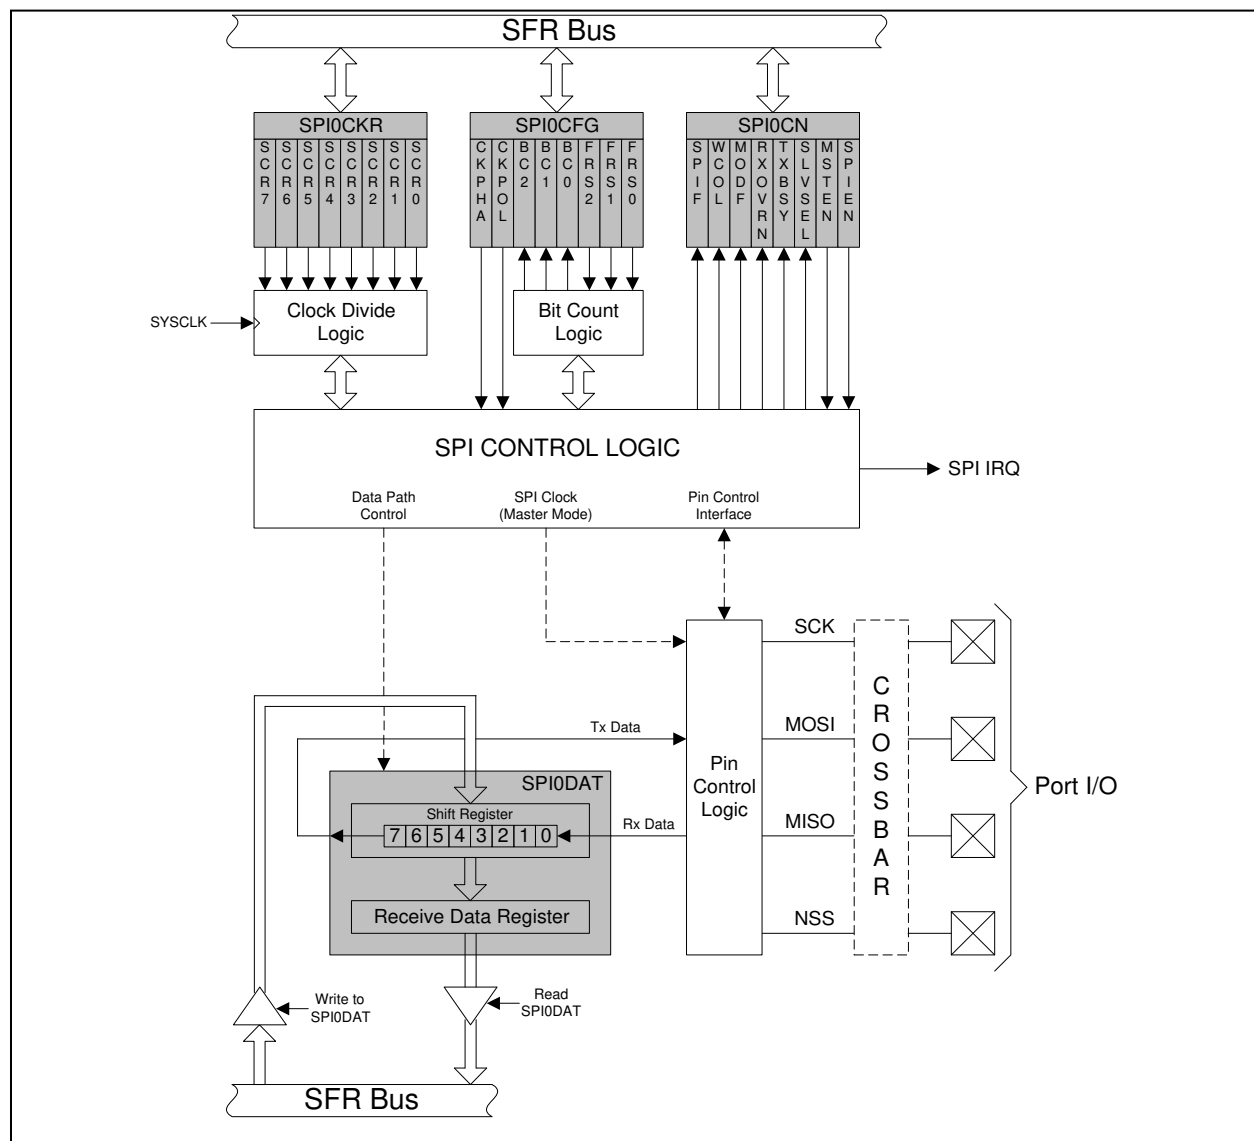 SFR Bus
SPI0CKR
SCR7
SCR6
SCR5
SCR4
SCR3
SCR2
SCR1
SCR0
SPI0CFG
CKPHA
CKPOL
BC2
BC1
BC0
FRS2
FRS1
FRS0
SPI0CN
SPIF
WCOL
MODF
RXOVRN
TXBSY
SLVSEL
MSTEN
SPIEN
SYSCLK
Clock Divide
Logic
Bit Count
Logic
SPI CONTROL LOGIC
SPI IRQ
Data Path
Control
SPI Clock
(Master Mode)
Pin Control
Interface
SCK
MOSI
MISO
NSS
Pin
Control
Logic
CROSSBAR
Port I/O
Tx Data
SPI0DAT
Shift Register
7 6 5 4 3 2 1 0
Rx Data
Receive Data Register
Write to
SPI0DAT
Read
SPI0DAT
SFR Bus